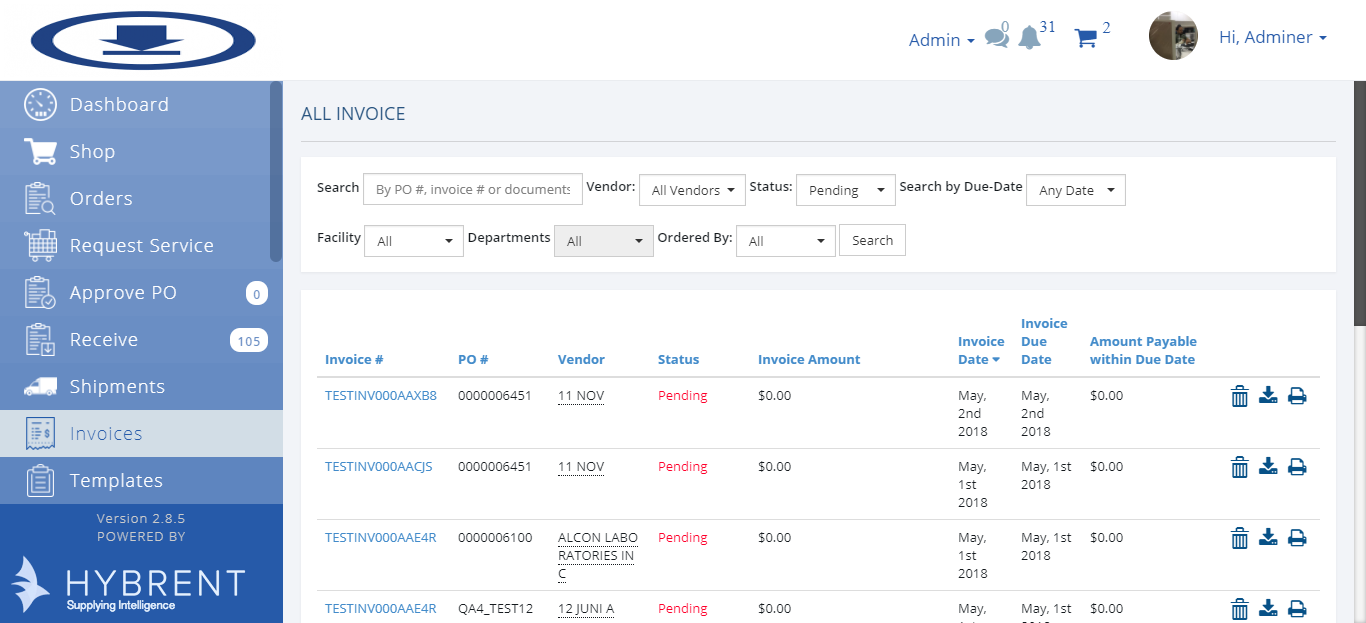 Admin
0
31
2
Hi, Adminer
Dashboard
Shop
Orders
Request Service
Approve PO 0
Receive 105
Shipments
Invoices
Templates
Version 2.8.5
POWERED BY
HYBRENT
Supplying Intelligence
ALL INVOICE
Search By PO #, invoice # or documents Vendor: All Vendors Status: Pending Search by Due-Date Any Date
Facility All Departments All Ordered By: All Search
Invoice # PO # Vendor Status Invoice Amount Invoice Date Invoice Due Date Amount Payable within Due Date
TESTINV000AAXB8 0000006451 11 NOV Pending $0.00 May, 2nd 2018 May, 2nd 2018 $0.00
TESTINV000AACJS 0000006451 11 NOV Pending $0.00 May, 1st 2018 May, 1st 2018 $0.00
TESTINV000AAE4R 0000006100 ALCON LABORATORIES INC Pending $0.00 May, 1st 2018 May, 1st 2018 $0.00
TESTINV000AAE4R QA4_TEST12 12 JUNI A Pending $0.00 May, May, 1st $0.00